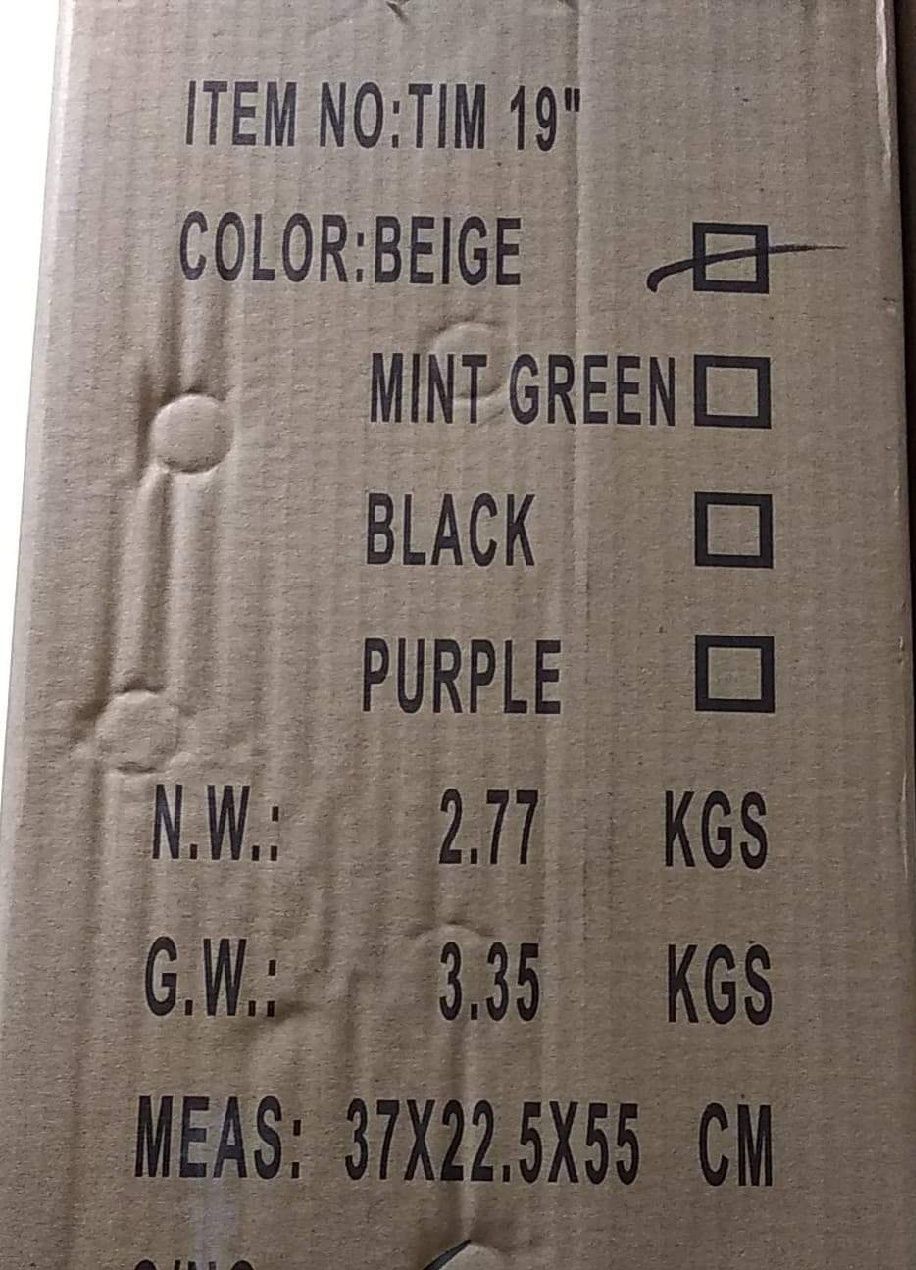 ITEM NO:TIM 19"
COLOR:BEIGE
MINT GREEN
BLACK
PURPLE
N.W.: 2.77 KGS
G.W.: 3.35 KGS
MEAS: 37X22.5X55 CM